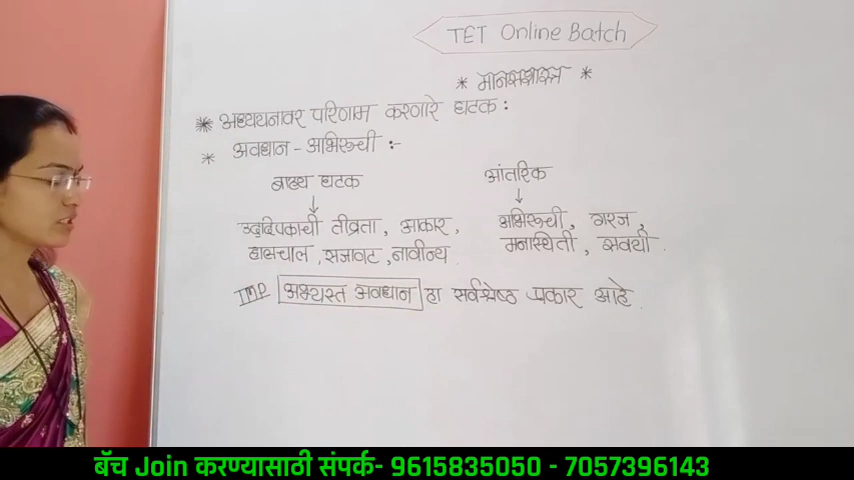 TET Online Batch
* मानसशास्त्र *
* अध्ययनावर परिणाम करणारे घटक :
* अवधान - अभिरूची :-
बाह्य घटक
आंतरिक
↓
↓
उद्दिपकाची तीव्रता, आकार,
हालचाल, सजावट, नाविन्य
अभिरूची, गरज,
मनास्थिती, सवयी.
IMP अभ्यस्त अवधान हा सर्वश्रेष्ठ प्रकार आहे.
बॅच Join करण्यासाठी संपर्क- 9615835050 - 7057396143